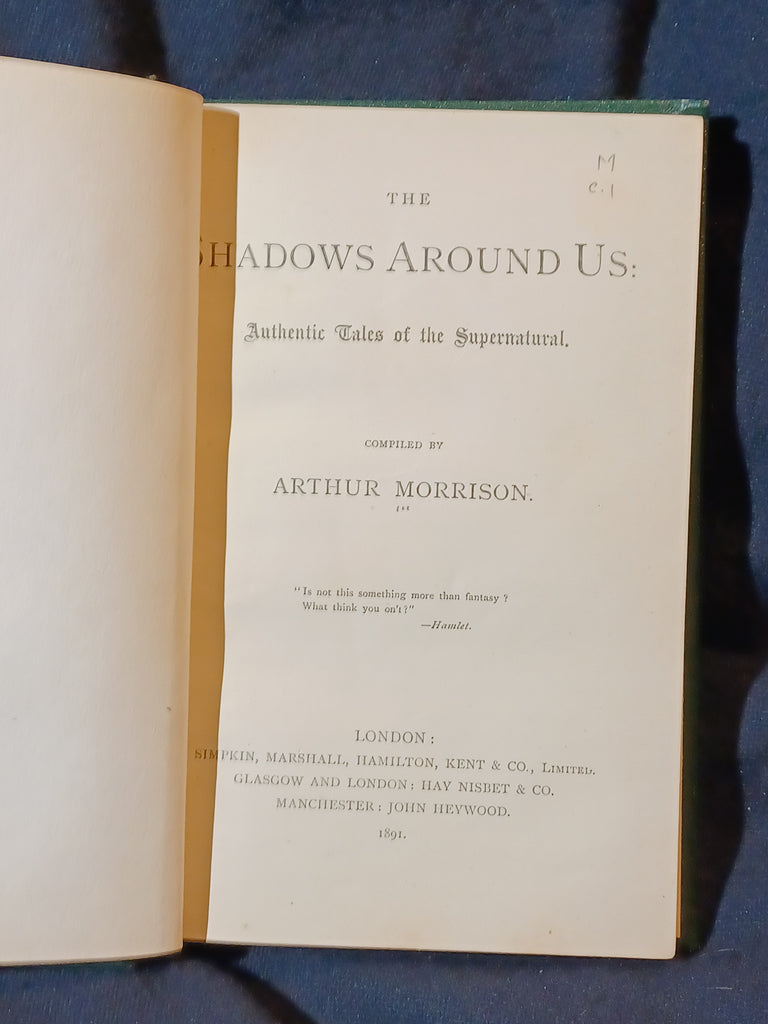 M
c.1
THE
SHADOWS AROUND US:
Authentic Tales of the Supernatural.
COMPILED BY
ARTHUR MORRISON.
"Is not this something more than fantasy?
What think you on't?"
—Hamlet.
LONDON:
SIMPKIN, MARSHALL, HAMILTON, KENT & CO., LIMITED.
GLASGOW AND LONDON: HAY NISBET & CO.
MANCHESTER: JOHN HEYWOOD.
1891.